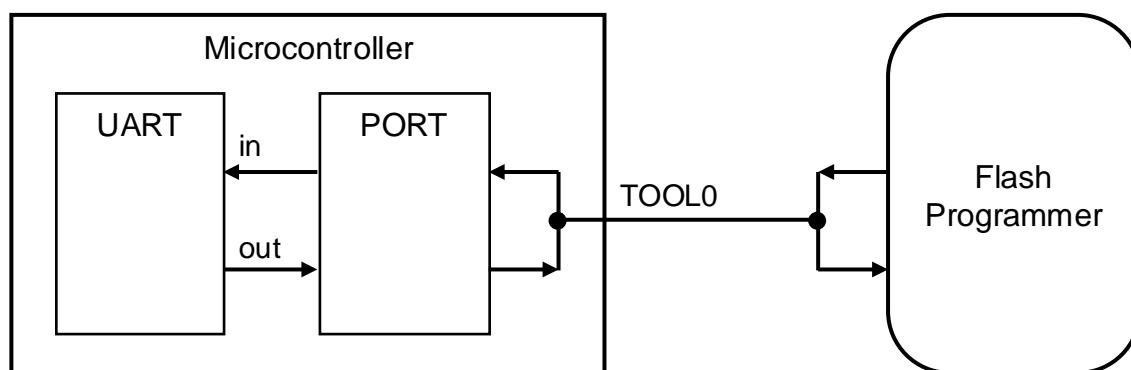 Microcontroller
UART
PORT
in
out
TOOL0
Flash
Programmer